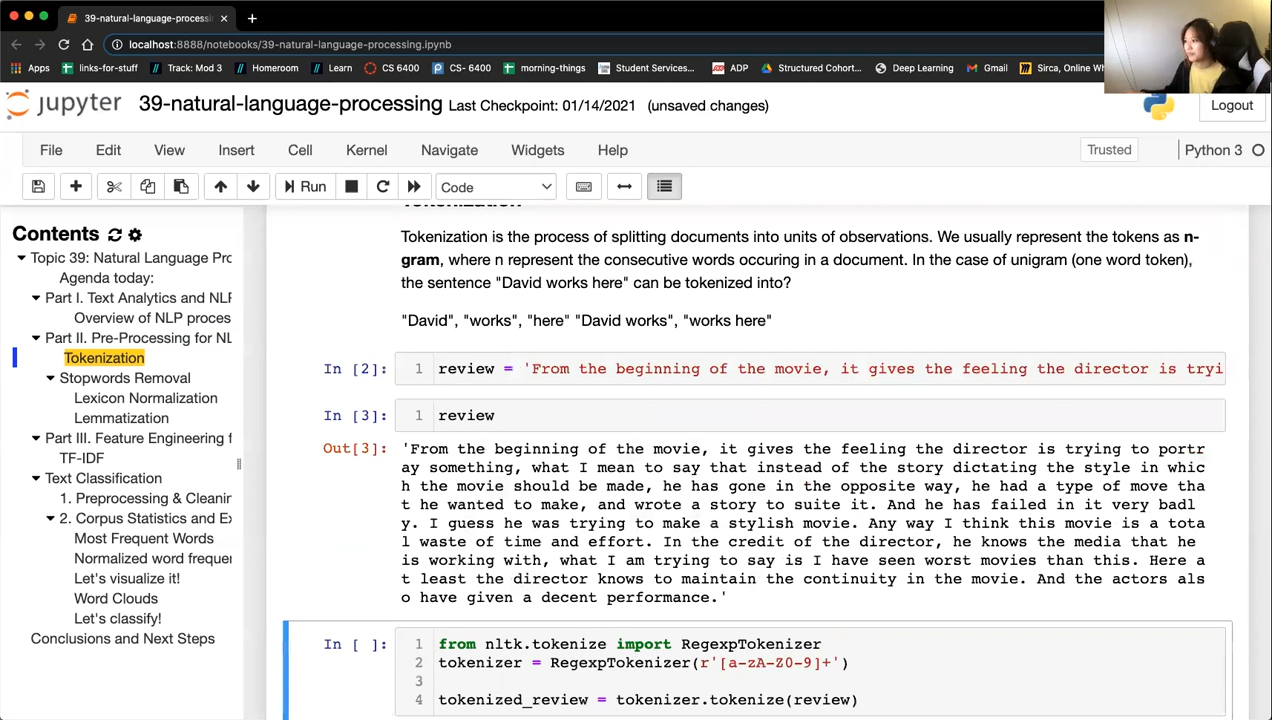 39-natural-language-processi
localhost:8888/notebooks/39-natural-language-processing.ipynb
Apps links-for-stuff Track: Mod 3 Homeroom Learn CS 6400 CS- 6400 morning-things Student Services... ADP Structured Cohort... Deep Learning Gmail Sirca, Online Wh
jupyter 39-natural-language-processing Last Checkpoint: 01/14/2021 (unsaved changes) Logout
File Edit View Insert Cell Kernel Widgets Help Trusted Python 3
Run Code
Contents
Topic 39: Natural Language Prc
Agenda today:
Part I. Text Analytics and NLF
Overview of NLP proces
Part II. Pre-Processing for NL
Tokenization
Stopwords Removal
Lexicon Normalization
Lemmatization
Part III. Feature Engineering f
TF-IDF
Text Classification
1. Preprocessing & Cleanir
2. Corpus Statistics and Ex
Most Frequent Words
Normalized word frequer
Let's visualize it!
Word Clouds
Let's classify!
Conclusions and Next Steps
Tokenization
Tokenization is the process of splitting documents into units of observations. We usually represent the tokens as n-
gram, where n represent the consecutive words occuring in a document. In the case of unigram (one word token),
the sentence "David works here" can be tokenized into?
"David", "works", "here" "David works", "works here"
In [2]: 1 review = 'From the beginning of the movie, it gives the feeling the director is tryi
In [3]: 1 review
Out[3]: 'From the beginning of the movie, it gives the feeling the director is trying to portr
ay something, what I mean to say that instead of the story dictating the style in whic
h the movie should be made, he has gone in the opposite way, he had a type of move tha
t he wanted to make, and wrote a story to suite it. And he has failed in it very badl
y. I guess he was trying to make a stylish movie. Any way I think this movie is a tota
l waste of time and effort. In the credit of the director, he knows the media that he
is working with, what I am trying to say is I have seen worst movies than this. Here a
t least the director knows to maintain the continuity in the movie. And the actors als
o have given a decent performance.'
In [ ]: 1 from nltk.tokenize import RegexpTokenizer
2 tokenizer = RegexpTokenizer(r'[a-zA-Z0-9]+')
3
4 tokenized_review = tokenizer.tokenize(review)